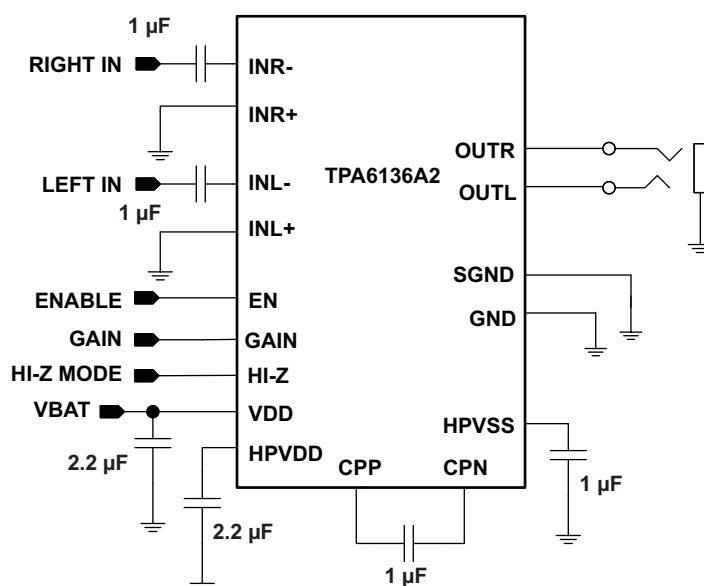 1 µF
RIGHT IN
INR-
INR+
LEFT IN
1 µF
INL-
INL+
ENABLE
EN
GAIN
GAIN
HI-Z MODE
HI-Z
VBAT
VDD
2.2 µF
HPVDD
2.2 µF
CPP
CPN
1 µF
TPA6136A2
OUTR
OUTL
SGND
GND
HPVSS
1 µF